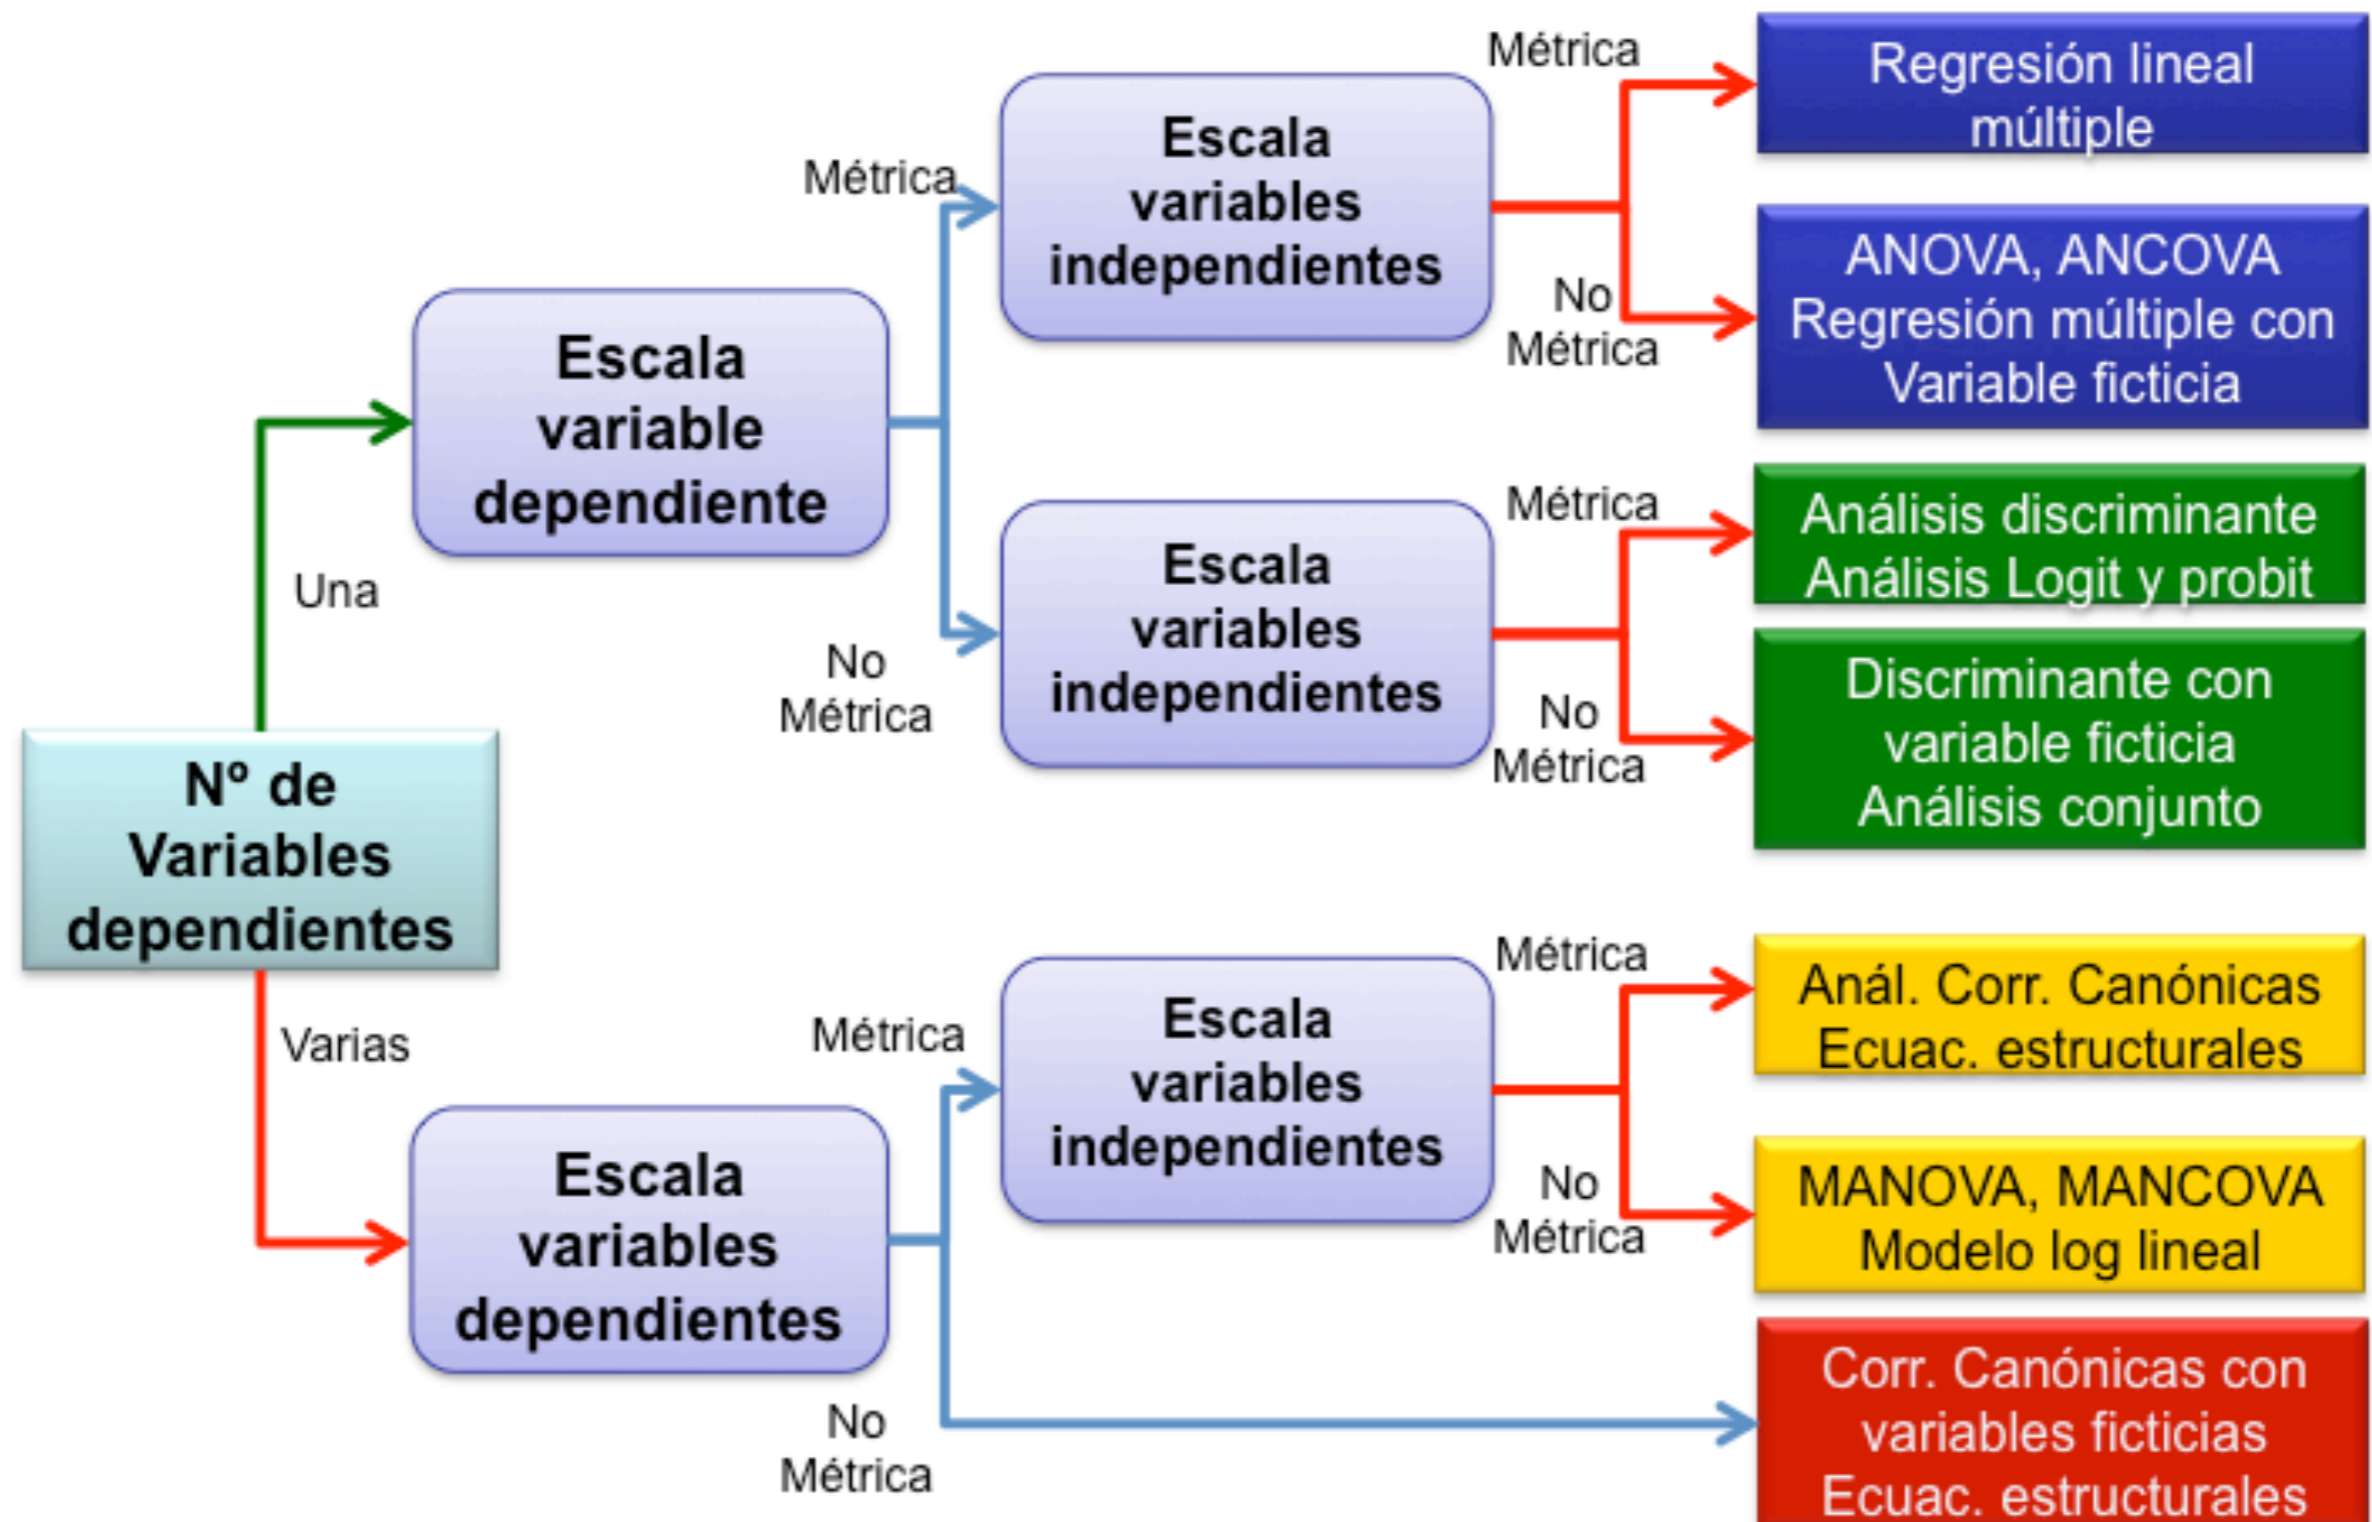 Métrica
Regresión lineal
múltiple
Escala
variables
independientes
Métrica
No
Métrica
ANOVA, ANCOVA
Regresión múltiple con
Variable ficticia
Escala
variable
dependiente
Una
No
Métrica
Escala
variables
independientes
Métrica
Análisis discriminante
Análisis Logit y probit
No
Métrica
Discriminante con
variable ficticia
Análisis conjunto
Nº de
Variables
dependientes
Varias
Métrica
Escala
variables
independientes
Métrica
Anál. Corr. Canónicas
Ecuac. estructurales
No
Métrica
MANOVA, MANCOVA
Modelo log lineal
Escala
variables
dependientes
No
Métrica
Corr. Canónicas con
variables ficticias
Ecuac. estructurales